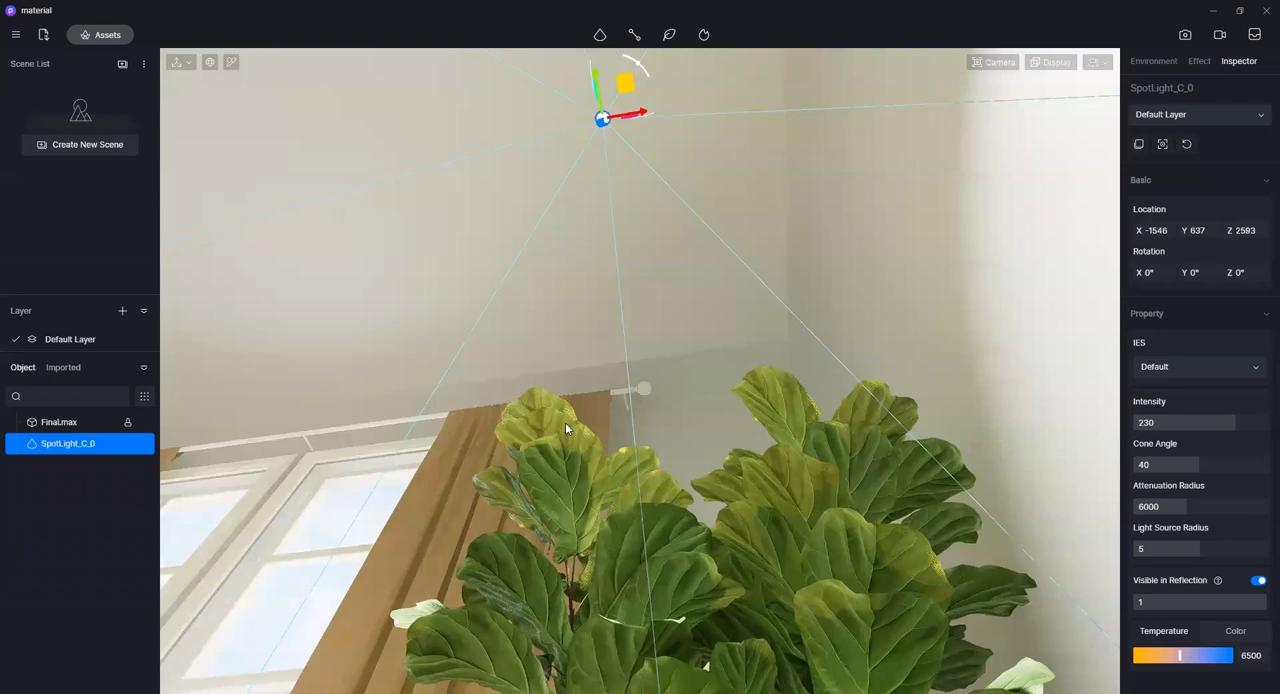 material
Assets
Scene List
Create New Scene
Layer
Default Layer
Object Imported
Final.max
SpotLight_C_0
Camera
Display
Environment Effect Inspector
SpotLight_C_0
Default Layer
Basic
Location
X -1546 Y 637 Z 2593
Rotation
X 0° Y 0° Z 0°
Property
IES
Default
Intensity
230
Cone Angle
40
Attenuation Radius
6000
Light Source Radius
5
Visible in Reflection
1
Temperature Color
6500